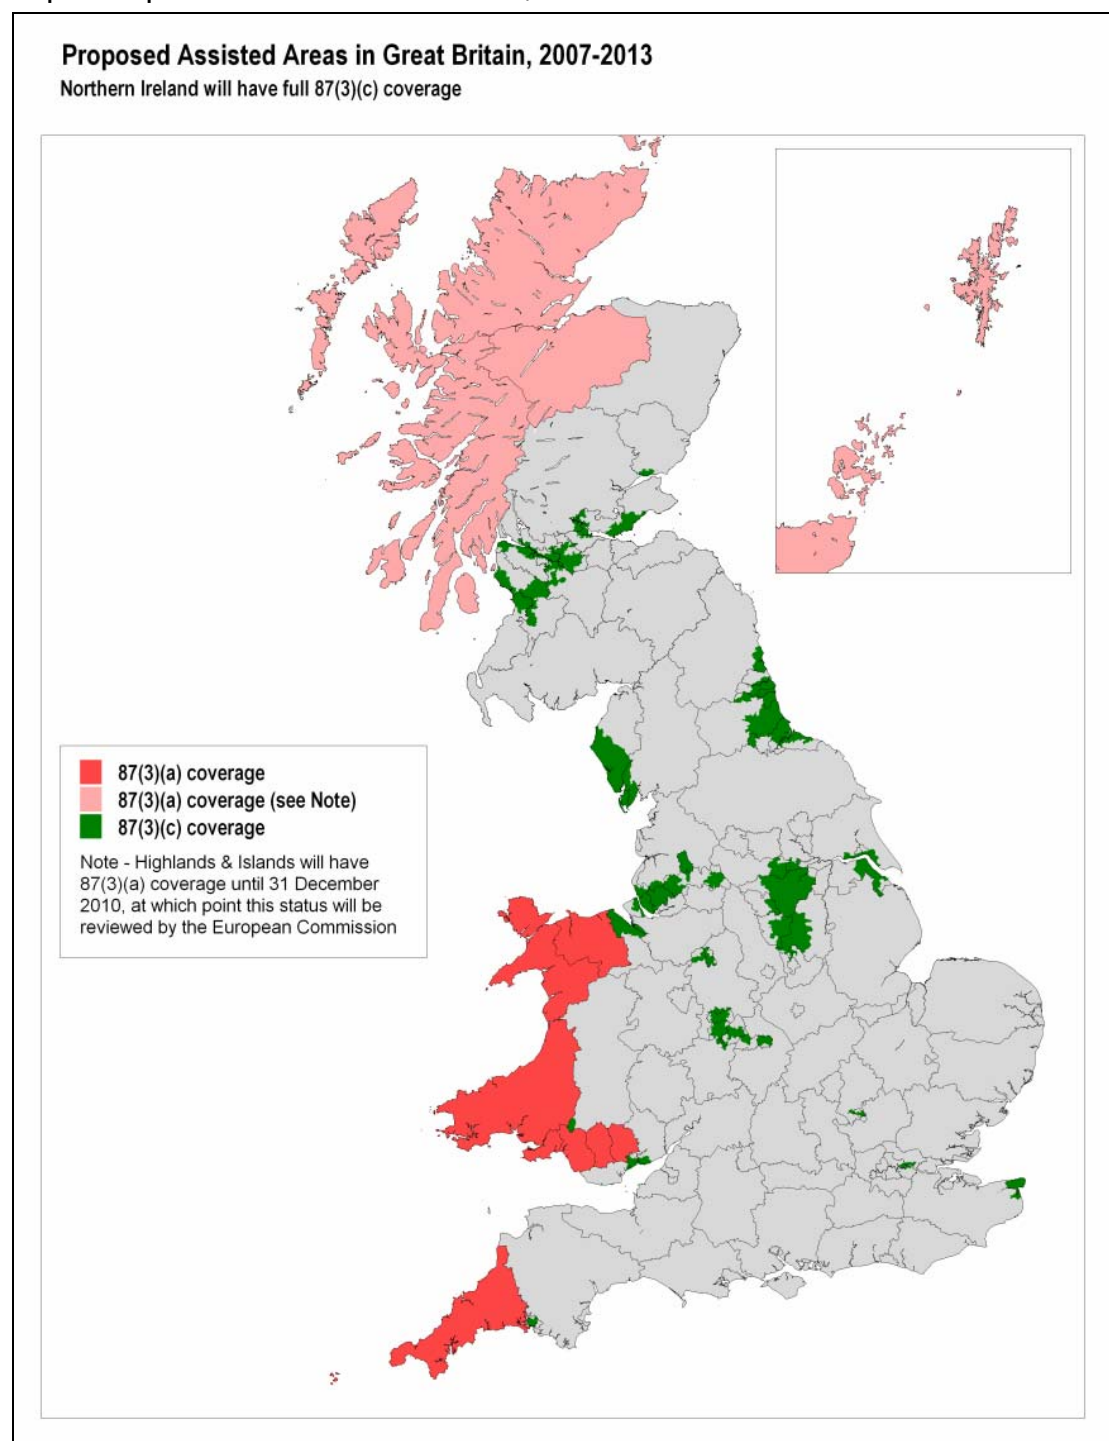 Proposed Assisted Areas in Great Britain, 2007-2013
Northern Ireland will have full 87(3)(c) coverage
87(3)(a) coverage
87(3)(a) coverage (see Note)
87(3)(c) coverage
Note - Highlands & Islands will have
87(3)(a) coverage until 31 December
2010, at which point this status will be
reviewed by the European Commission